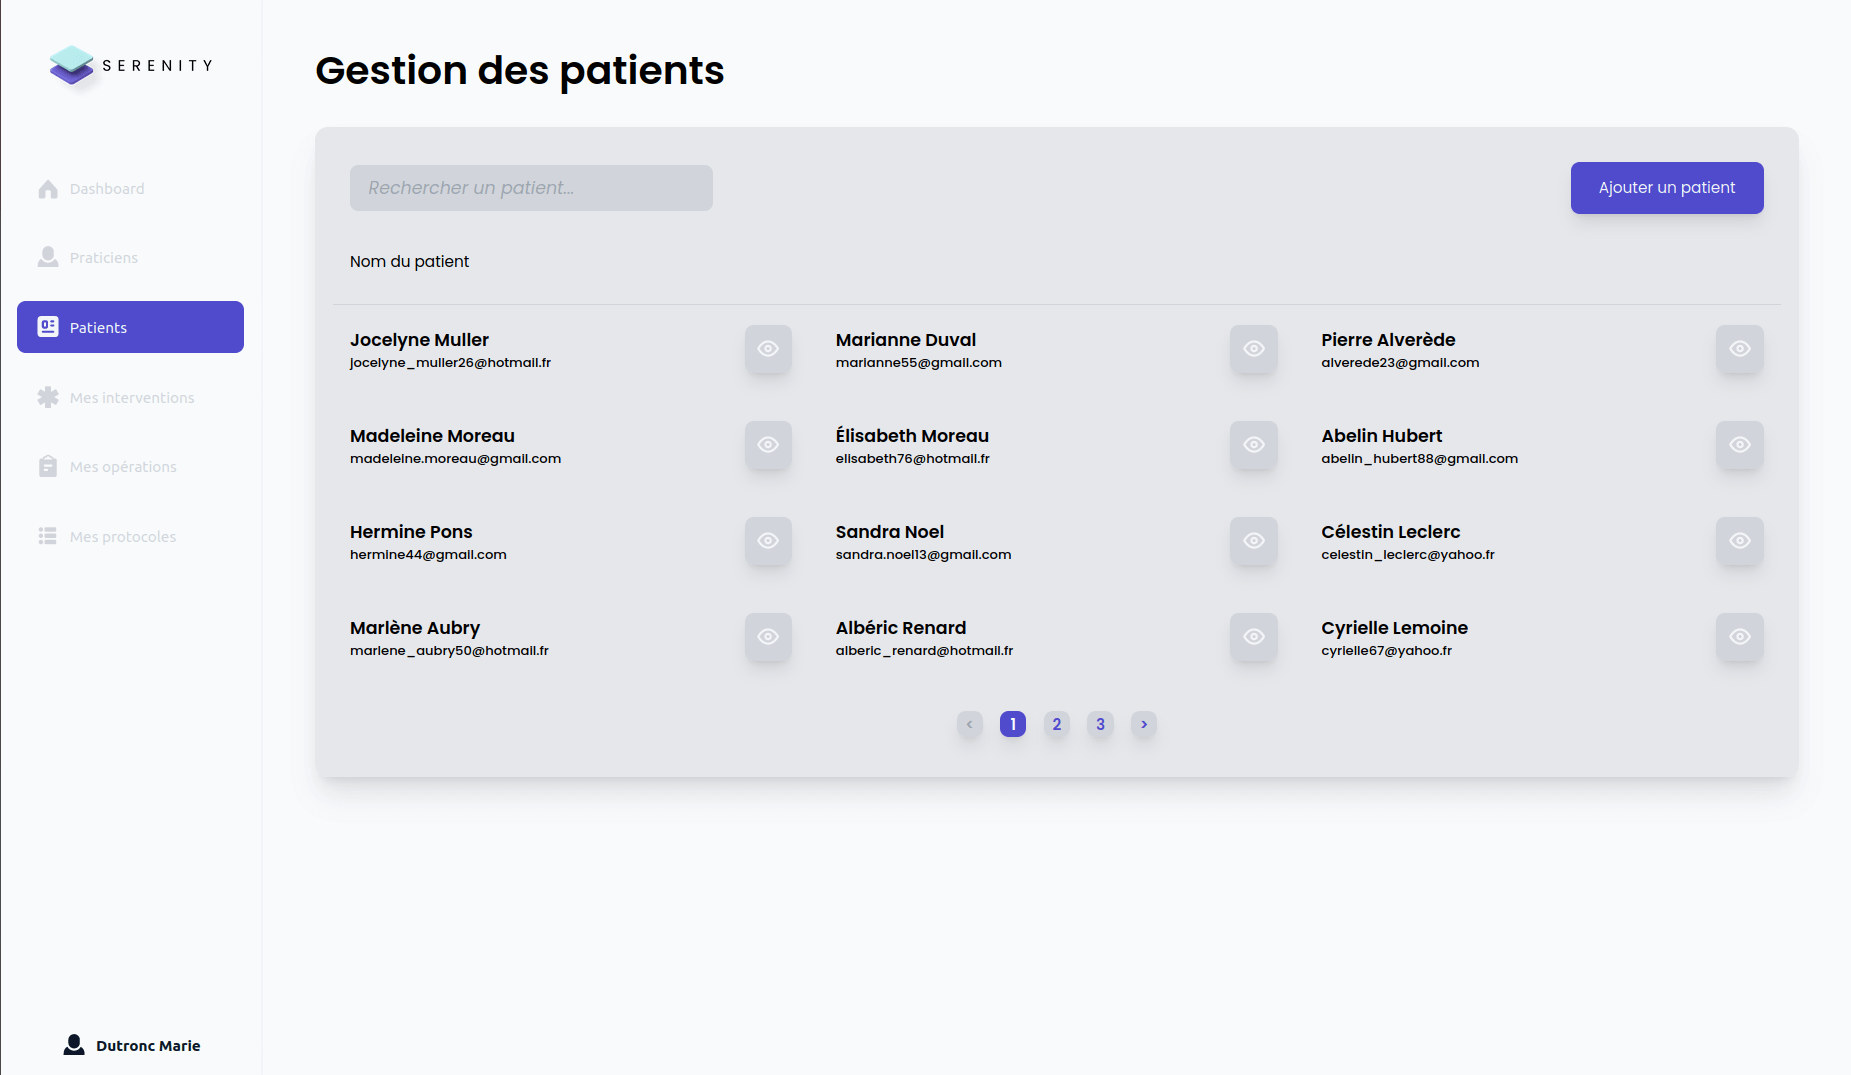 SERENITY
Dashboard
Praticiens
Patients
Mes interventions
Mes opérations
Mes protocoles
Dutronc Marie
Gestion des patients
Rechercher un patient...
Ajouter un patient
Nom du patient
Jocelyne Muller
jocelyne_muller26@hotmail.fr
Marianne Duval
marianne55@gmail.com
Pierre Alverède
alverede23@gmail.com
Madeleine Moreau
madeleine.moreau@gmail.com
Élisabeth Moreau
elisabeth76@hotmail.fr
Abelin Hubert
abelin_hubert88@gmail.com
Hermine Pons
hermine44@gmail.com
Sandra Noel
sandra.noel13@gmail.com
Célestin Leclerc
celestin_leclerc@yahoo.fr
Marlène Aubry
marlene_aubry50@hotmail.fr
Albéric Renard
alberic_renard@hotmail.fr
Cyrielle Lemoine
cyrielle67@yahoo.fr
< 1 2 3 >